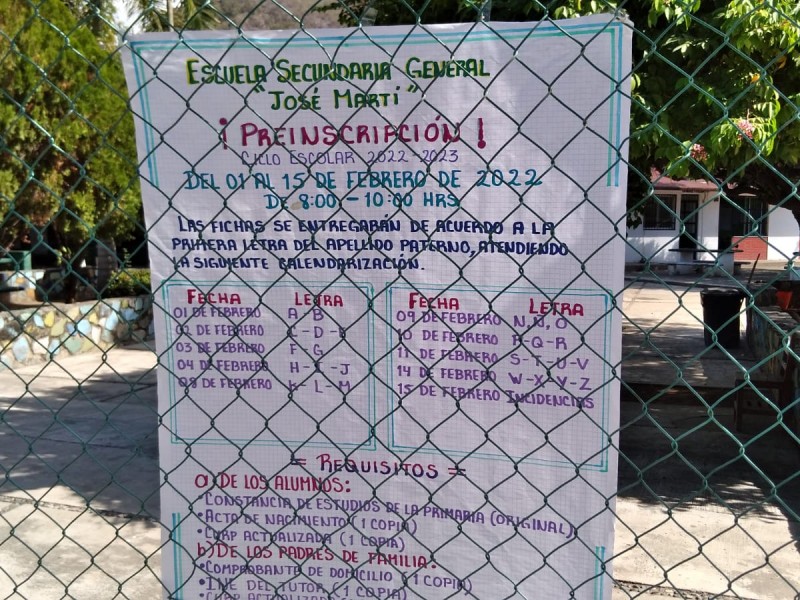 ESCUELA SECUNDARIA GENERAL
"JOSÉ MARTÍ"
¡PREINSCRIPCIÓN!
CICLO ESCOLAR 2022-2023
DEL 01 AL 15 DE FEBRERO DE 2022
DE 8:00 - 10:00 HRS
LAS FICHAS SE ENTREGARÁN DE ACUERDO A LA
PRIMERA LETRA DEL APELLIDO PATERNO, ATENDIENDO
LA SIGUIENTE CALENDARIZACIÓN.
FECHA LETRA
01 DE FEBRERO A-B
02 DE FEBRERO C-D-E
03 DE FEBRERO F-G
04 DE FEBRERO H-I-J
08 DE FEBRERO K-L-M
FECHA LETRA
09 DE FEBRERO N, Ñ, O
10 DE FEBRERO P-Q-R
11 DE FEBRERO S-T-U-V
14 DE FEBRERO W-X-Y-Z
15 DE FEBRERO INCIDENCIAS
= REQUISITOS =
a) DE LOS ALUMNOS:
•CONSTANCIA DE ESTUDIOS DE LA PRIMARIA (ORIGINAL)
•ACTA DE NACIMIENTO (1 COPIA)
•CURP ACTUALIZADA (1 COPIA)
b) DE LOS PADRES DE FAMILIA:
•COMPROBANTE DE DOMICILIO (1 COPIA)
•INE DEL TUTOR (1 COPIA)
•CURP ACTUALIZADA (1 COPIA)